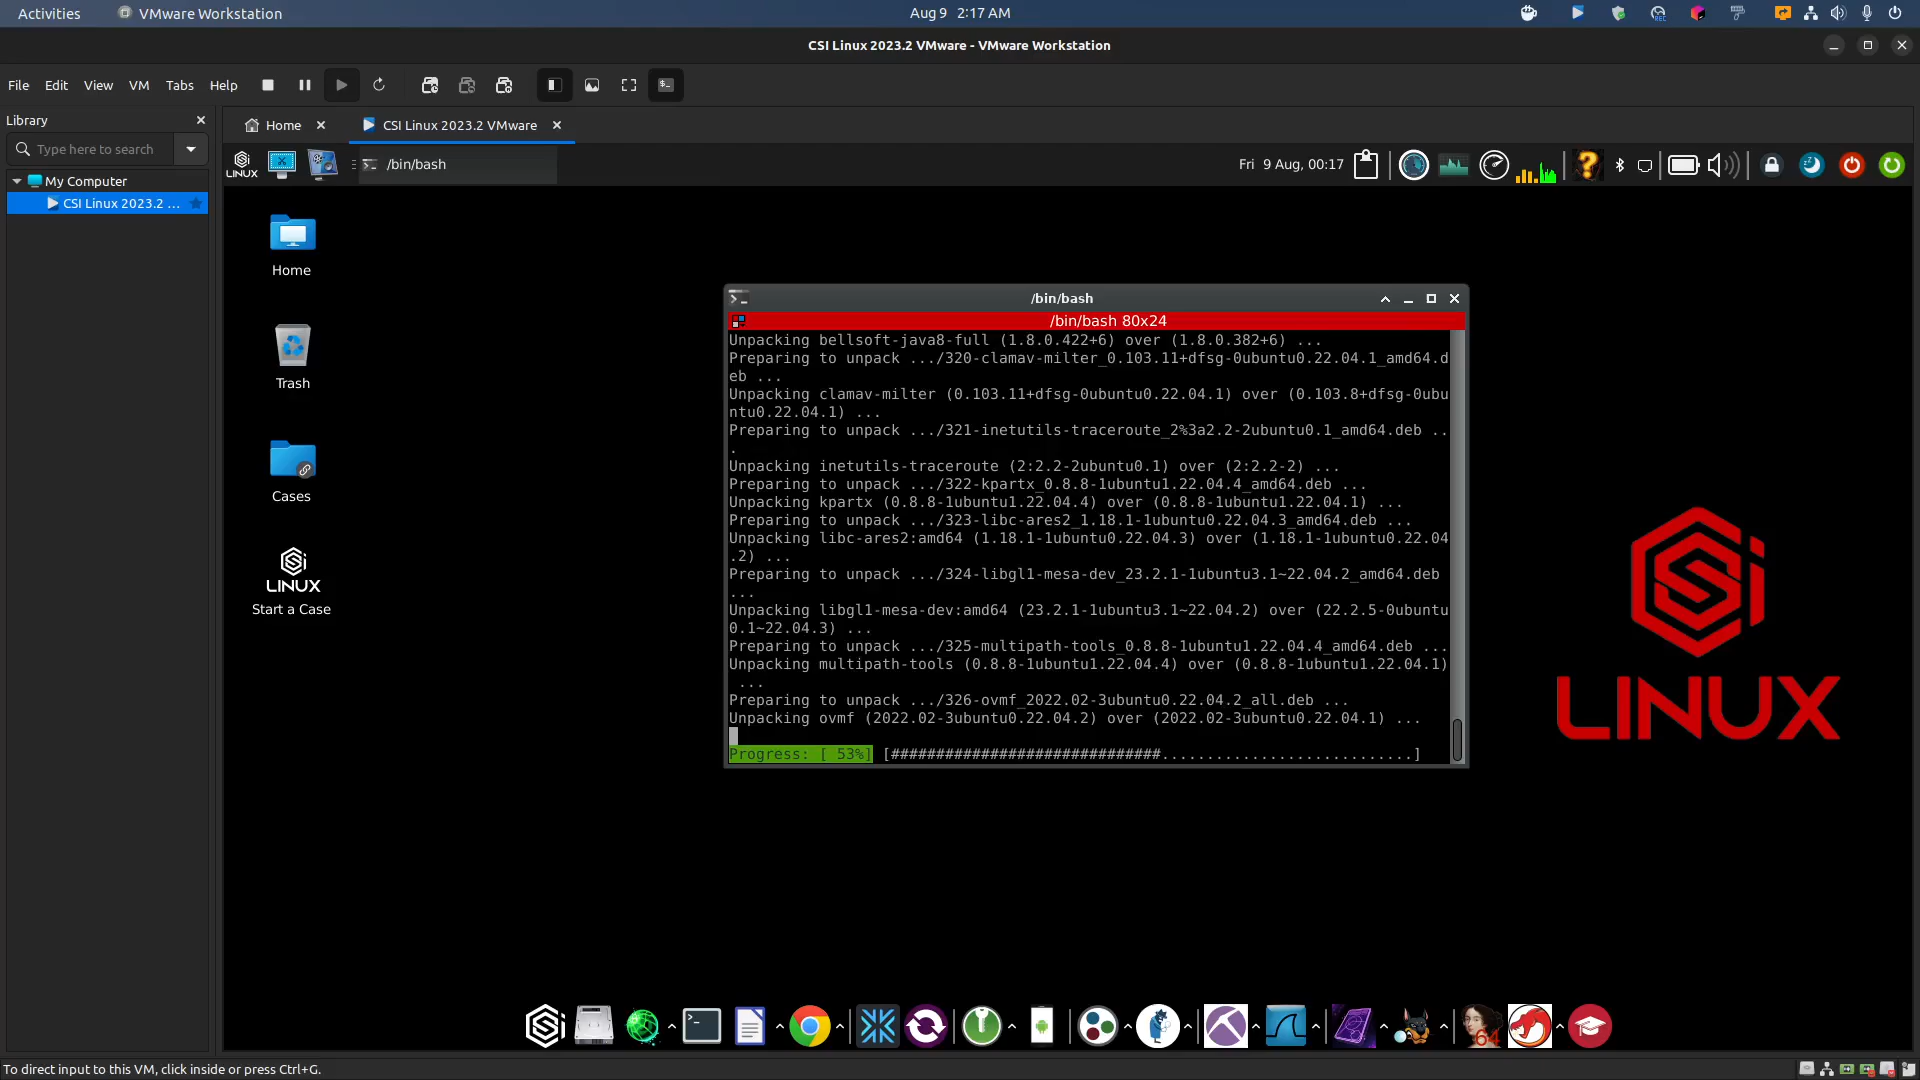 Activities VMware Workstation Aug 9 2:17 AM
CSI Linux 2023.2 VMware - VMware Workstation
File Edit View VM Tabs Help
Library
Home CSI Linux 2023.2 VMware
Type here to search
LINUX /bin/bash Fri 9 Aug, 00:17
My Computer
CSI Linux 2023.2 ...
Home
Trash
Cases
LINUX
Start a Case
/bin/bash
/bin/bash 80x24
Unpacking bellsoft-java8-full (1.8.0.422+6) over (1.8.0.382+6) ...
Preparing to unpack .../320-clamav-milter_0.103.11+dfsg-0ubuntu0.22.04.1_amd64.d
eb ...
Unpacking clamav-milter (0.103.11+dfsg-0ubuntu0.22.04.1) over (0.103.8+dfsg-0ubu
ntu0.22.04.1) ...
Preparing to unpack .../321-inetutils-traceroute_2%3a2.2-2ubuntu0.1_amd64.deb ..
.
Unpacking inetutils-traceroute (2:2.2-2ubuntu0.1) over (2:2.2-2) ...
Preparing to unpack .../322-kpartx_0.8.8-1ubuntu1.22.04.4_amd64.deb ...
Unpacking kpartx (0.8.8-1ubuntu1.22.04.4) over (0.8.8-1ubuntu1.22.04.1) ...
Preparing to unpack .../323-libc-ares2_1.18.1-1ubuntu0.22.04.3_amd64.deb ...
Unpacking libc-ares2:amd64 (1.18.1-1ubuntu0.22.04.3) over (1.18.1-1ubuntu0.22.04
.2) ...
Preparing to unpack .../324-libgl1-mesa-dev_23.2.1-1ubuntu3.1~22.04.2_amd64.deb
...
Unpacking libgl1-mesa-dev:amd64 (23.2.1-1ubuntu3.1~22.04.2) over (22.2.5-0ubuntu
0.1~22.04.3) ...
Preparing to unpack .../325-multipath-tools_0.8.8-1ubuntu1.22.04.4_amd64.deb ...
Unpacking multipath-tools (0.8.8-1ubuntu1.22.04.4) over (0.8.8-1ubuntu1.22.04.1)
...
Preparing to unpack .../326-ovmf_2022.02-3ubuntu0.22.04.2_all.deb ...
Unpacking ovmf (2022.02-3ubuntu0.22.04.2) over (2022.02-3ubuntu0.22.04.1) ...
Progress: [ 53%] [##############################............................]
LINUX
64
To direct input to this VM, click inside or press Ctrl+G.